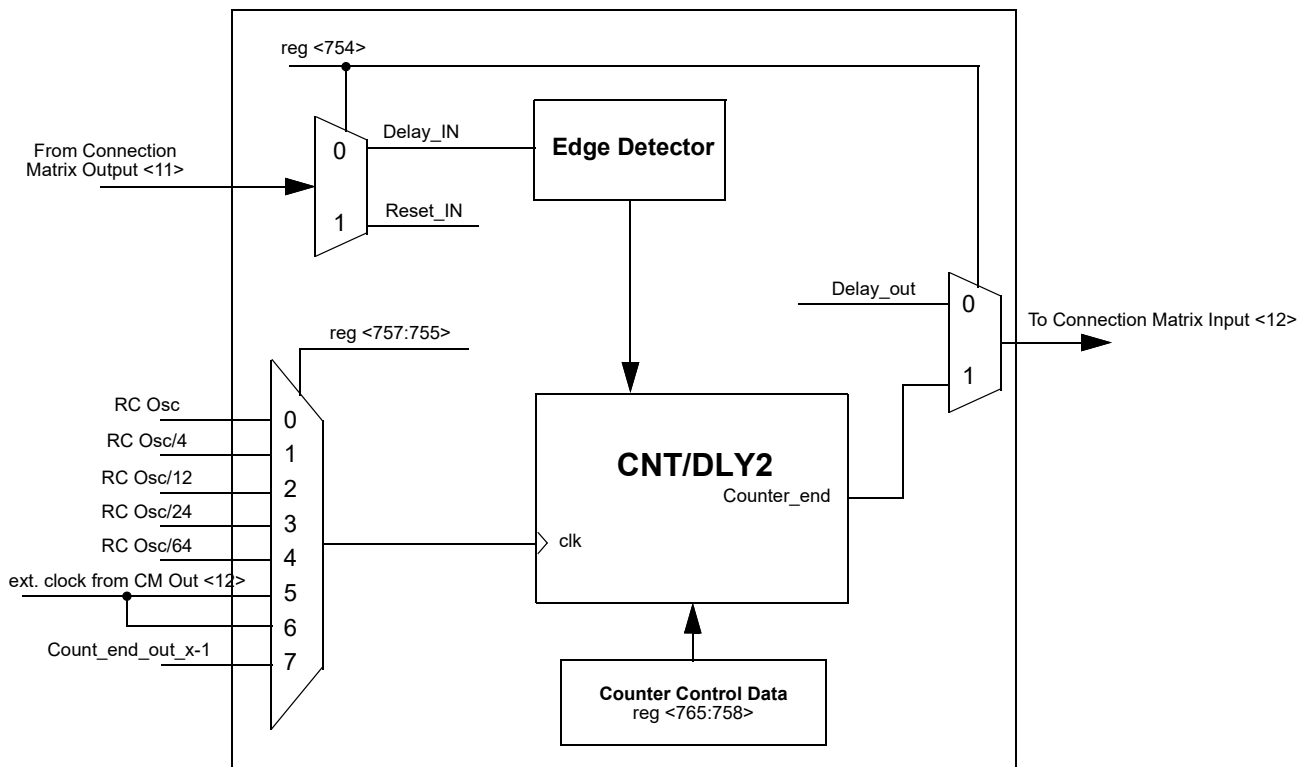 reg <754>
0
1
Delay_IN
Reset_IN
Edge Detector
From Connection
Matrix Output <11>
Delay_out
0
1
To Connection Matrix Input <12>
reg <757:755>
RC Osc
0
RC Osc/4
1
RC Osc/12
2
RC Osc/24
3
RC Osc/64
4
ext. clock from CM Out <12>
5
6
Count_end_out_x-1
7
CNT/DLY2
Counter_end
clk
Counter Control Data
reg <765:758>